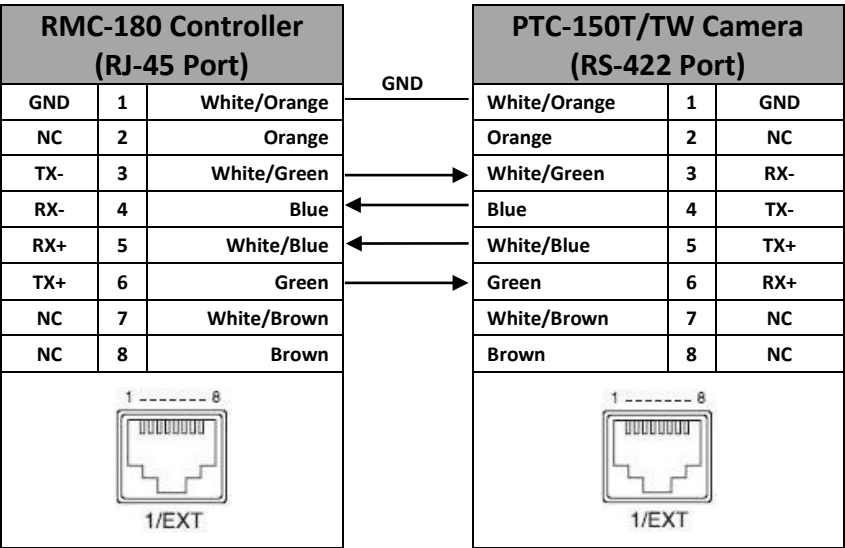 RMC-180 Controller
(RJ-45 Port)
GND 1 White/Orange
NC 2 Orange
TX- 3 White/Green
RX- 4 Blue
RX+ 5 White/Blue
TX+ 6 Green
NC 7 White/Brown
NC 8 Brown
1 ------- 8
1/EXT
GND
PTC-150T/TW Camera
(RS-422 Port)
White/Orange 1 GND
Orange 2 NC
White/Green 3 RX-
Blue 4 TX-
White/Blue 5 TX+
Green 6 RX+
White/Brown 7 NC
Brown 8 NC
1 ------- 8
1/EXT